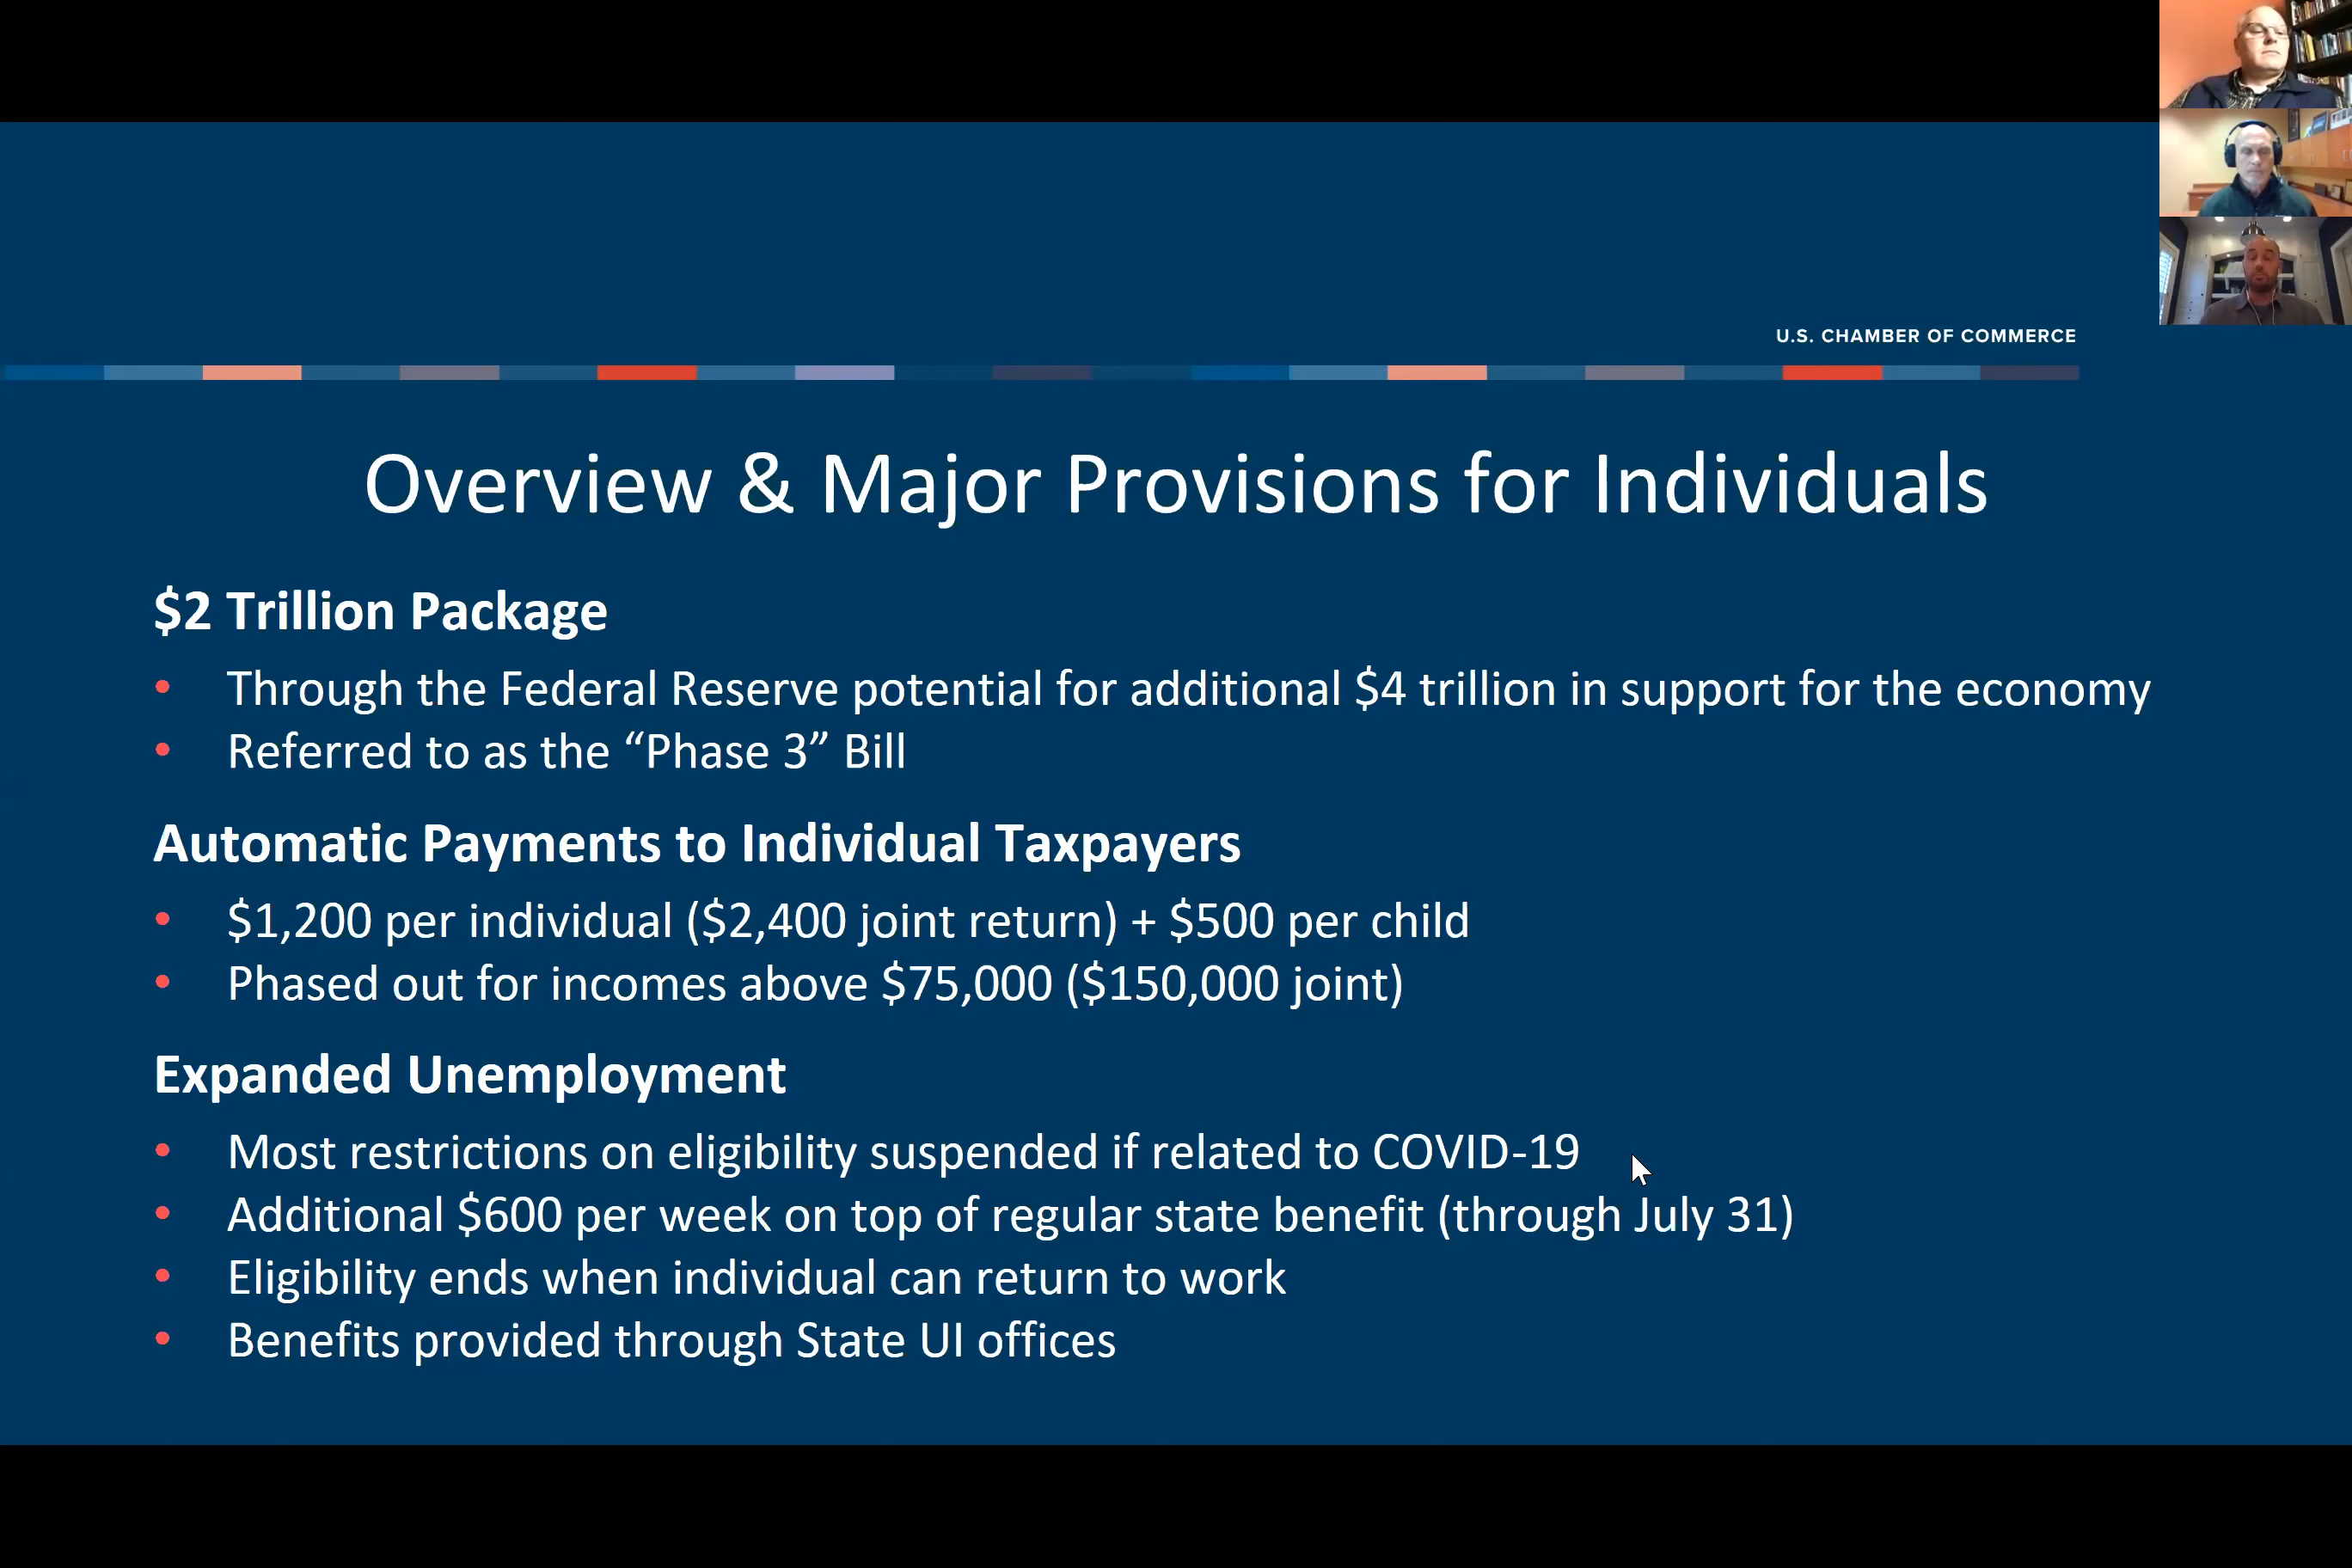 U.S. CHAMBER OF COMMERCE
Overview & Major Provisions for Individuals
$2 Trillion Package
• Through the Federal Reserve potential for additional $4 trillion in support for the economy
• Referred to as the “Phase 3” Bill
Automatic Payments to Individual Taxpayers
• $1,200 per individual ($2,400 joint return) + $500 per child
• Phased out for incomes above $75,000 ($150,000 joint)
Expanded Unemployment
• Most restrictions on eligibility suspended if related to COVID-19
• Additional $600 per week on top of regular state benefit (through July 31)
• Eligibility ends when individual can return to work
• Benefits provided through State UI offices